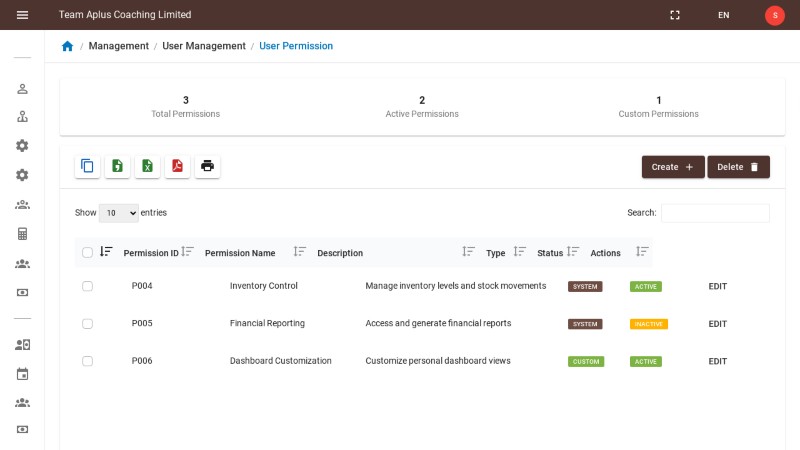 Team Aplus Coaching Limited EN S
Management / User Management / User Permission
3 2 1
Total Permissions Active Permissions Custom Permissions
Create + Delete
Show 10 entries Search:
Permission ID Permission Name Description Type Status Actions
P004 Inventory Control Manage inventory levels and stock movements SYSTEM ACTIVE EDIT
P005 Financial Reporting Access and generate financial reports SYSTEM INACTIVE EDIT
P006 Dashboard Customization Customize personal dashboard views CUSTOM ACTIVE EDIT